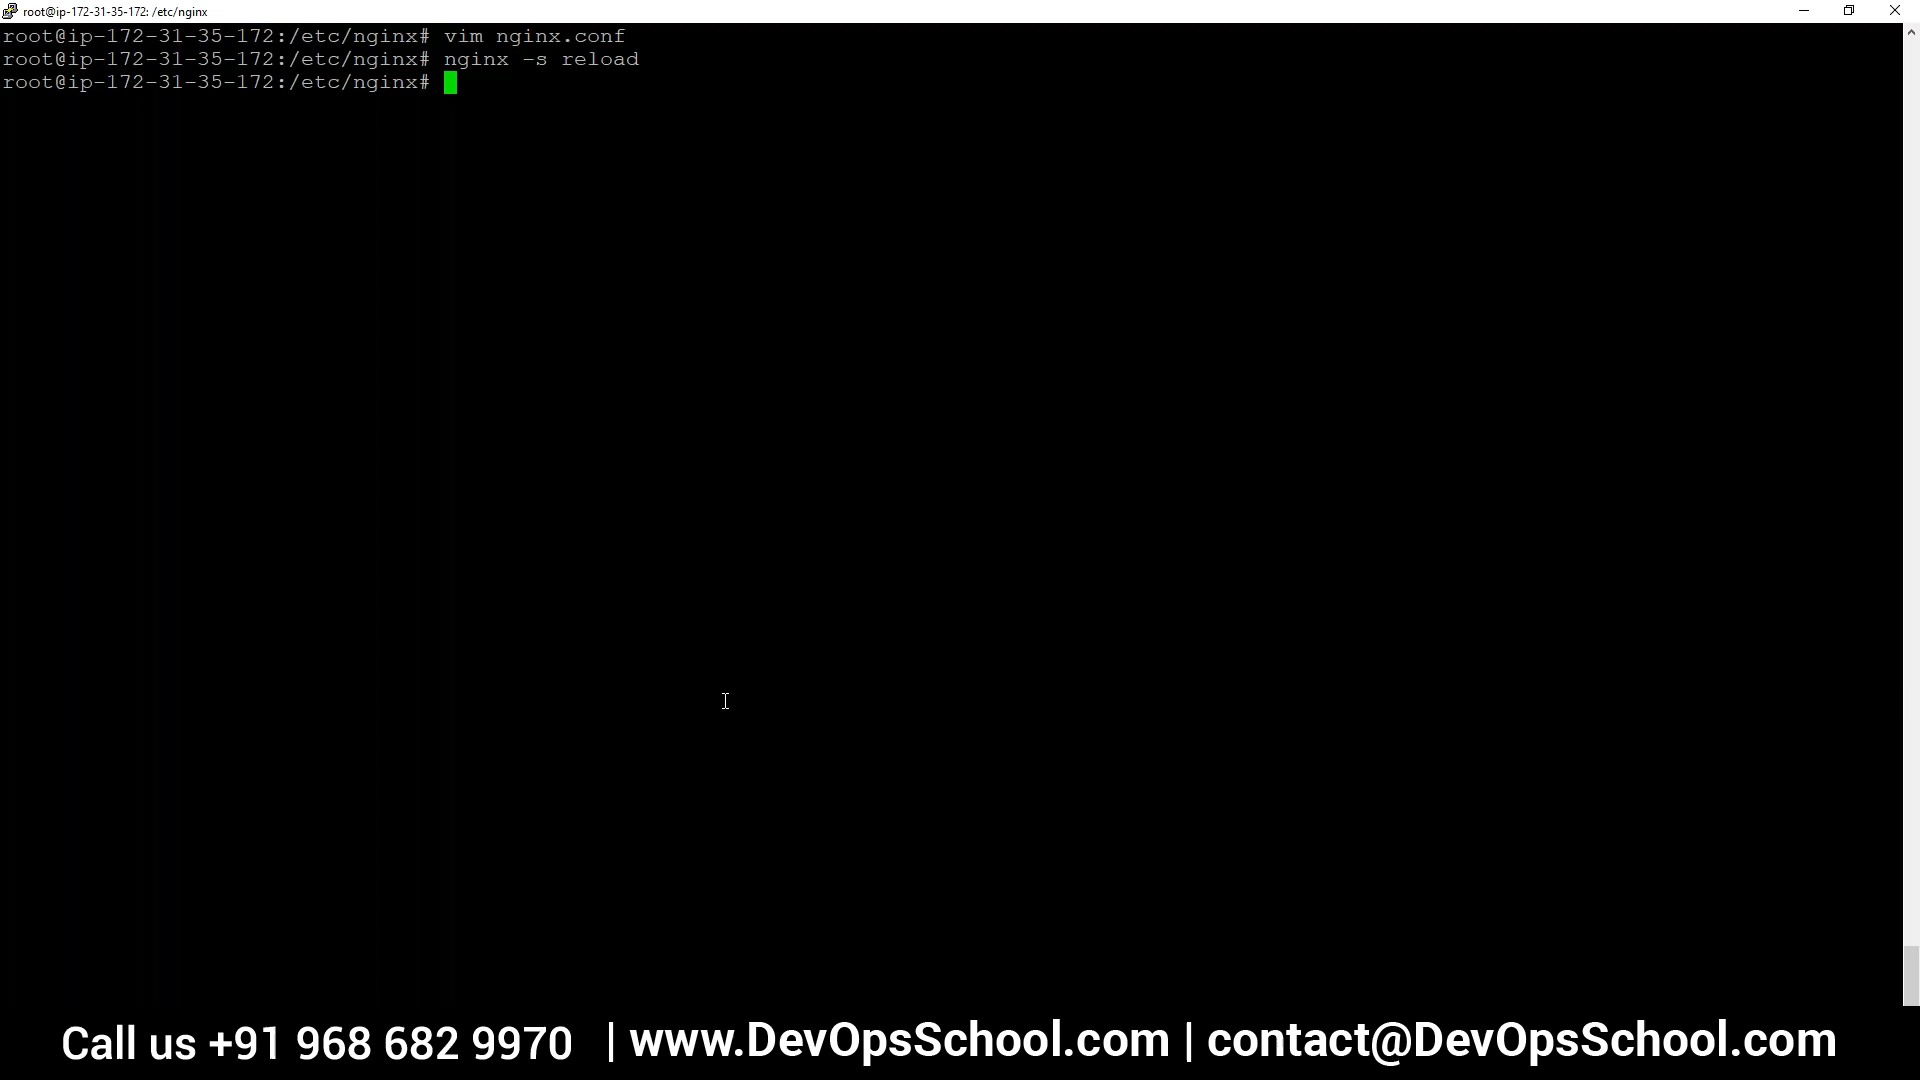 root@ip-172-31-35-172: /etc/nginx
root@ip-172-31-35-172:/etc/nginx# vim nginx.conf
root@ip-172-31-35-172:/etc/nginx# nginx -s reload
root@ip-172-31-35-172:/etc/nginx#
Call us +91 968 682 9970 | www.DevOpsSchool.com | contact@DevOpsSchool.com